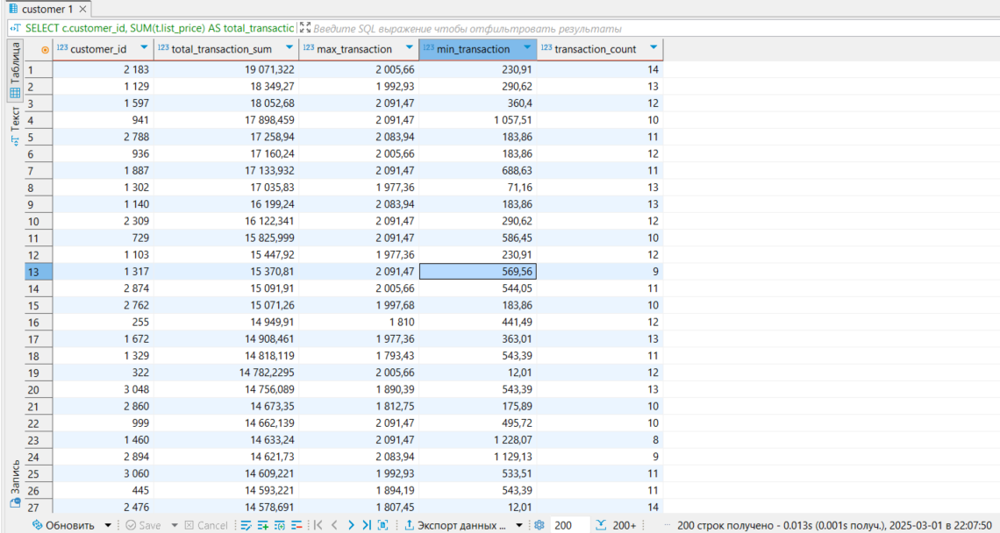 customer 1
SELECT c.customer_id, SUM(t.list_price) AS total_transactic Введите SQL выражение чтобы отфильтровать результаты
Таблица
Текст
Запись
123 customer_id 123 total_transaction_sum 123 max_transaction 123 min_transaction 123 transaction_count
1 2 183 19 071,322 2 005,66 230,91 14
2 1 129 18 349,27 1 992,93 290,62 13
3 1 597 18 052,68 2 091,47 360,4 12
4 941 17 898,459 2 091,47 1 057,51 10
5 2 788 17 258,94 2 083,94 183,86 11
6 936 17 160,24 2 005,66 183,86 12
7 1 887 17 133,932 2 091,47 688,63 11
8 1 302 17 035,83 1 977,36 71,16 13
9 1 140 16 199,24 2 083,94 183,86 13
10 2 309 16 122,341 2 091,47 290,62 12
11 729 15 825,999 2 091,47 586,45 10
12 1 103 15 447,92 1 977,36 230,91 12
13 1 317 15 370,81 2 091,47 569,56 9
14 2 874 15 091,91 2 005,66 544,05 11
15 2 762 15 071,26 1 997,68 183,86 10
16 255 14 949,91 1 810 441,49 12
17 1 672 14 908,461 1 977,36 363,01 13
18 1 329 14 818,119 1 793,43 543,39 11
19 322 14 782,2295 2 005,66 12,01 12
20 3 048 14 756,089 1 890,39 543,39 13
21 2 860 14 673,35 1 812,75 175,89 10
22 999 14 662,139 2 091,47 495,72 10
23 1 460 14 633,24 2 091,47 1 228,07 8
24 2 894 14 621,73 2 083,94 1 129,13 9
25 3 060 14 609,221 1 992,93 533,51 11
26 445 14 593,221 1 894,19 543,39 11
27 2 476 14 578,691 1 807,45 12,01 14
Обновить Save Cancel Экспорт данных ... 200 200+ ... 200 строк получено - 0.013s (0.001s получ.), 2025-03-01 в 22:07:50